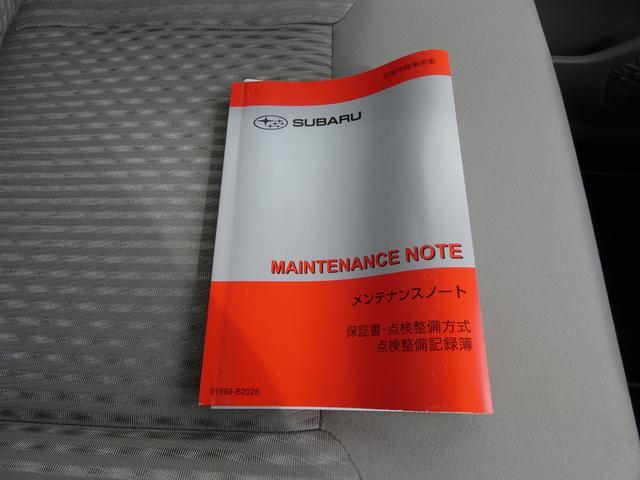 自家用軽乗用車
SUBARU
MAINTENANCE NOTE
メンテナンスノート
保証書・点検整備方式
点検整備記録簿
01989-B2026